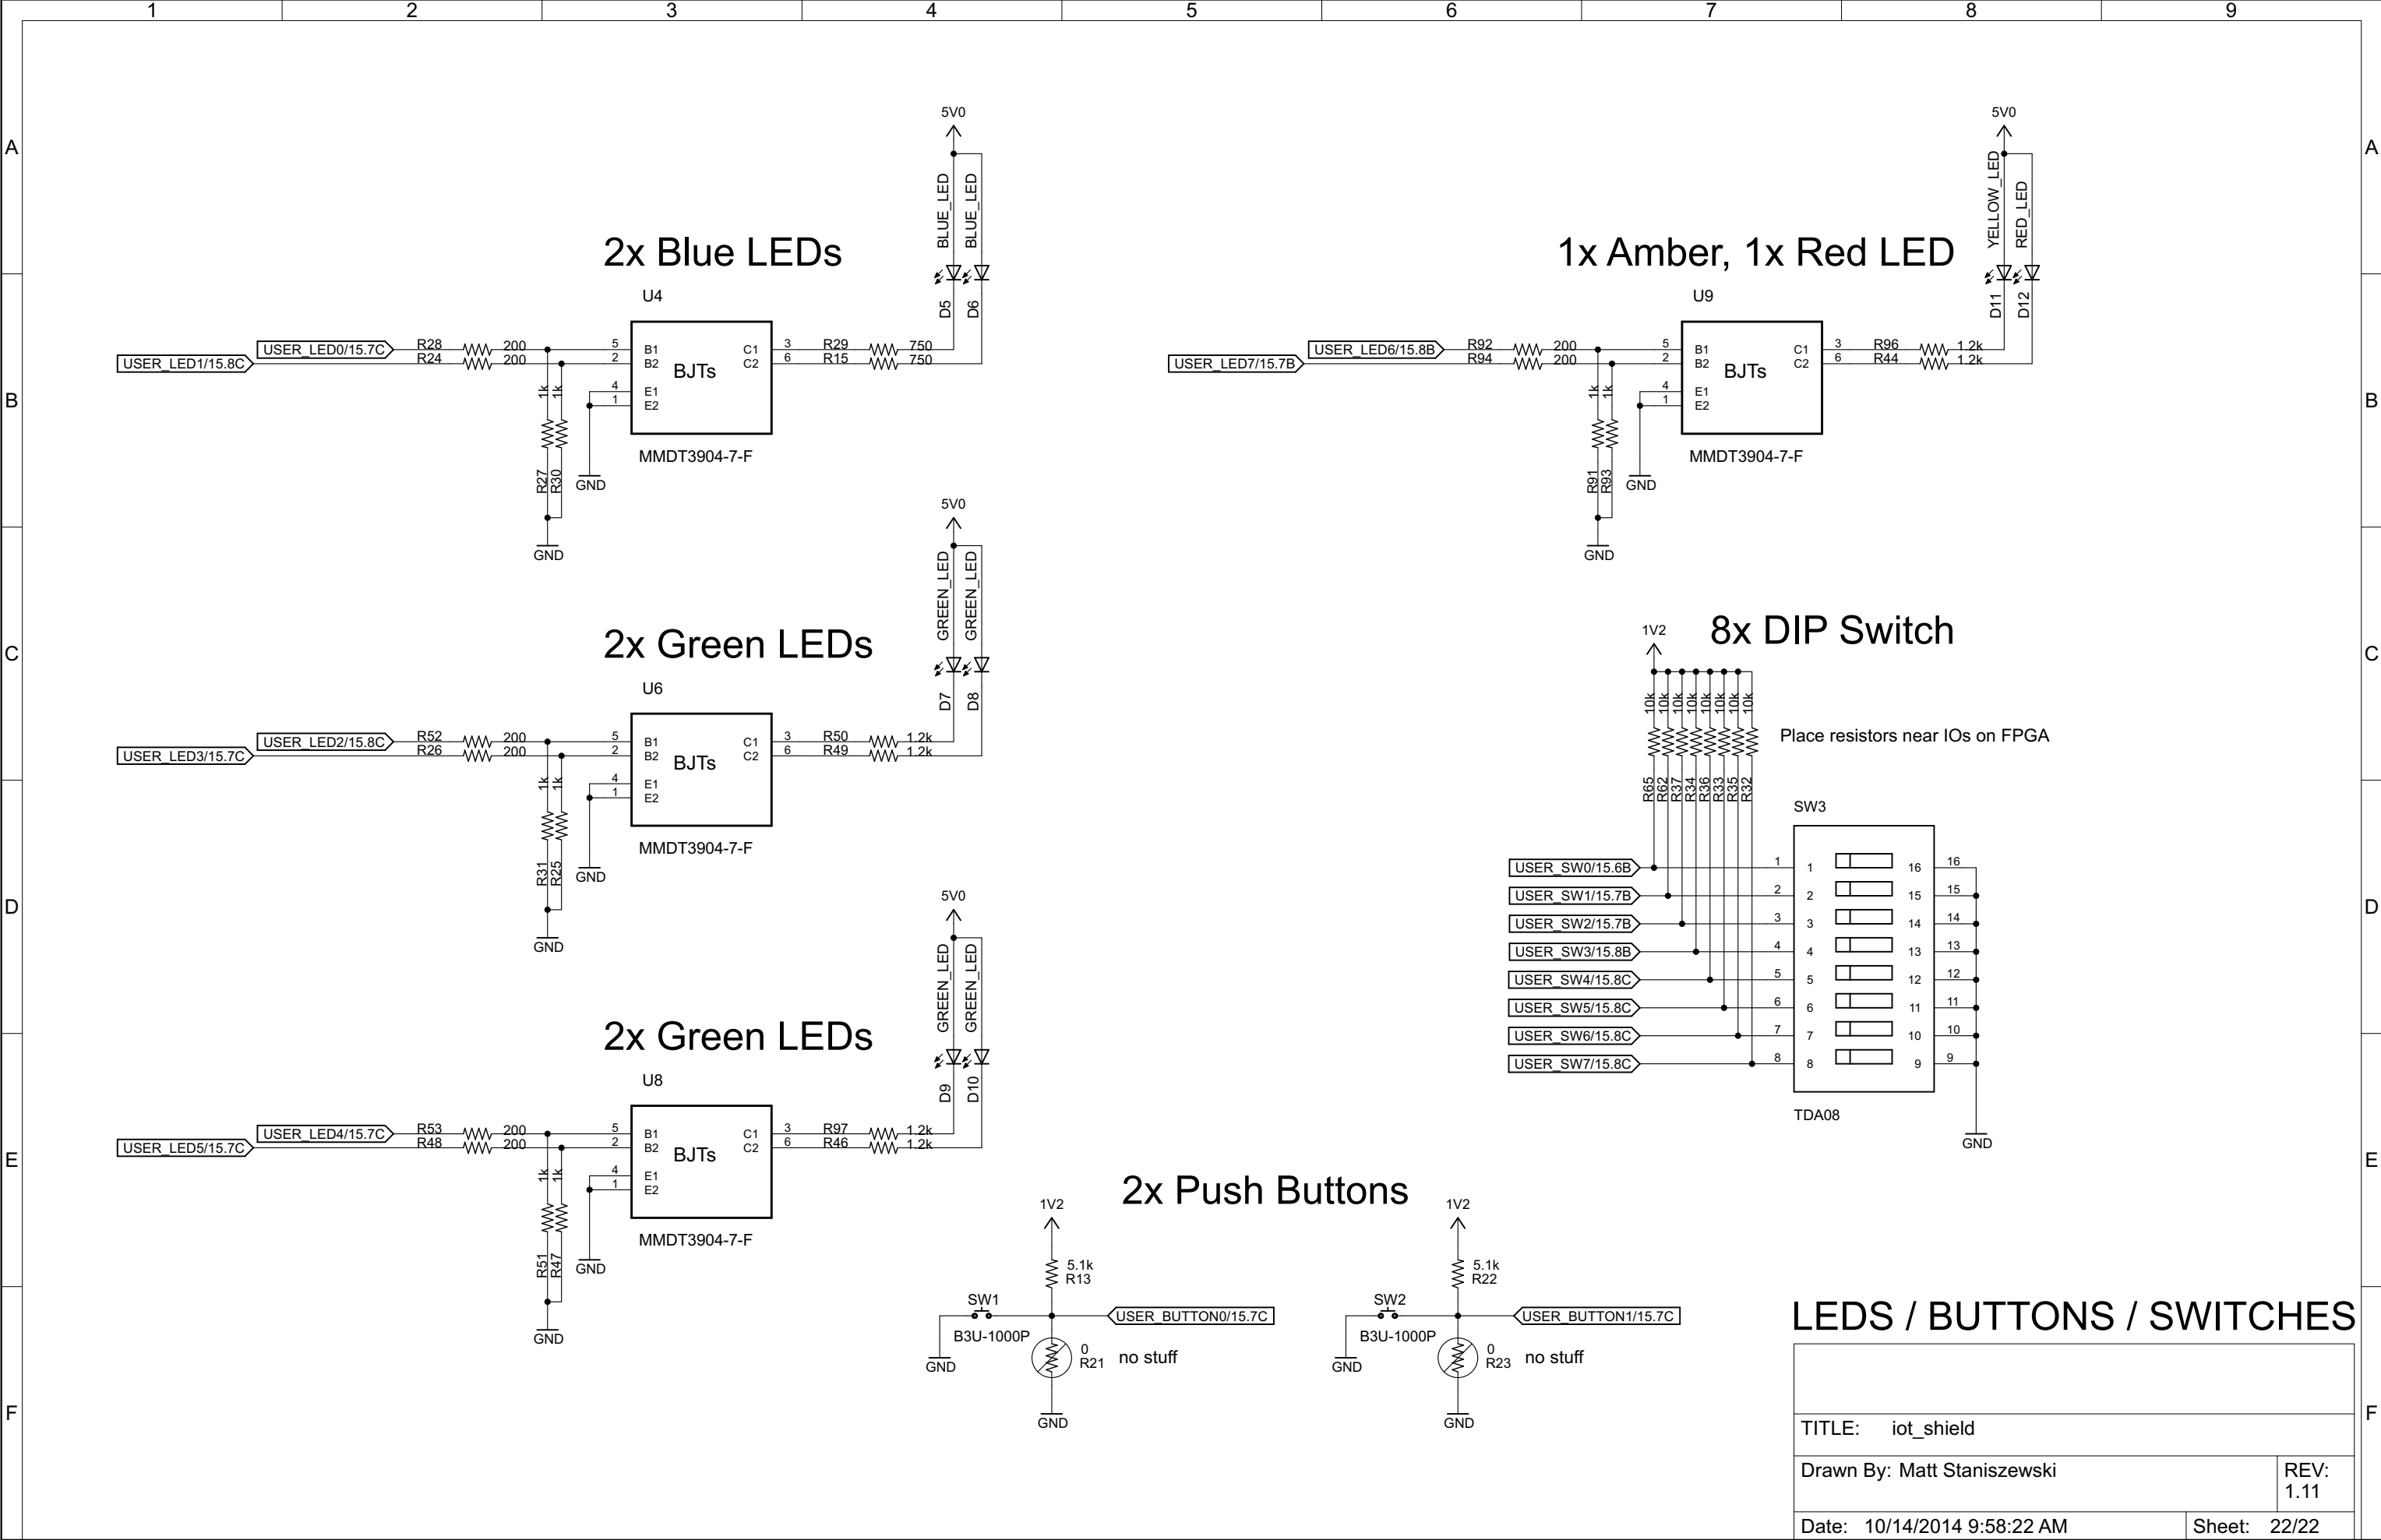 1 2 3 4 5 6 7 8 9
A
B
C
D
E
F
A
B
C
D
E
F
2x Blue LEDs
5V0
BLUE_LED
BLUE_LED
D5
D6
U4
USER_LED0/15.7C
USER_LED1/15.8C
R28 200
R24 200
5 B1
2 B2
4 E1
1 E2
BJTs
C1 3
C2 6
R29 750
R15 750
1k
1k
R27
R30
GND
GND
MMDT3904-7-F
2x Green LEDs
5V0
GREEN_LED
GREEN_LED
D7
D8
U6
USER_LED2/15.8C
USER_LED3/15.7C
R52 200
R26 200
5 B1
2 B2
4 E1
1 E2
BJTs
C1 3
C2 6
R50 1.2k
R49 1.2k
1k
1k
R31
R25
GND
GND
MMDT3904-7-F
2x Green LEDs
5V0
GREEN_LED
GREEN_LED
D9
D10
U8
USER_LED4/15.7C
USER_LED5/15.7C
R53 200
R48 200
5 B1
2 B2
4 E1
1 E2
BJTs
C1 3
C2 6
R97 1.2k
R46 1.2k
1k
1k
R51
R47
GND
GND
MMDT3904-7-F
1x Amber, 1x Red LED
5V0
YELLOW_LED
RED_LED
D11
D12
U9
USER_LED6/15.8B
USER_LED7/15.7B
R92 200
R94 200
5 B1
2 B2
4 E1
1 E2
BJTs
C1 3
C2 6
R96 1.2k
R44 1.2k
1k
1k
R91
R93
GND
GND
MMDT3904-7-F
8x DIP Switch
1V2
10k 10k 10k 10k 10k 10k 10k 10k
Place resistors near IOs on FPGA
R65 R62 R37 R34 R36 R33 R35 R32
SW3
USER_SW0/15.6B 1 1 16 16
USER_SW1/15.7B 2 2 15 15
USER_SW2/15.7B 3 3 14 14
USER_SW3/15.8B 4 4 13 13
USER_SW4/15.8C 5 5 12 12
USER_SW5/15.8C 6 6 11 11
USER_SW6/15.8C 7 7 10 10
USER_SW7/15.8C 8 8 9 9
TDA08
GND
2x Push Buttons
1V2
5.1k
R13
SW1
B3U-1000P
USER_BUTTON0/15.7C
0
R21 no stuff
GND
GND
1V2
5.1k
R22
SW2
B3U-1000P
USER_BUTTON1/15.7C
0
R23 no stuff
GND
GND
LEDS / BUTTONS / SWITCHES
TITLE: iot_shield
Drawn By: Matt Staniszewski
REV:
1.11
Date: 10/14/2014 9:58:22 AM
Sheet: 22/22